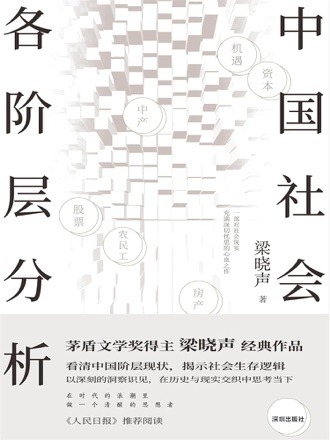 中国社会
各阶层分析
机遇
资本
中产
股票
农民工
房产
一部对社会现实
充满深切忧思的心血之作
梁晓声 著
茅盾文学奖得主 梁晓声 经典作品
看清中国阶层现状，揭示社会生存逻辑
以深刻的洞察识见，在历史与现实交织中思考当下
在时代的浪潮里
做一个清醒的思想者
《人民日报》推荐阅读
深圳出版社